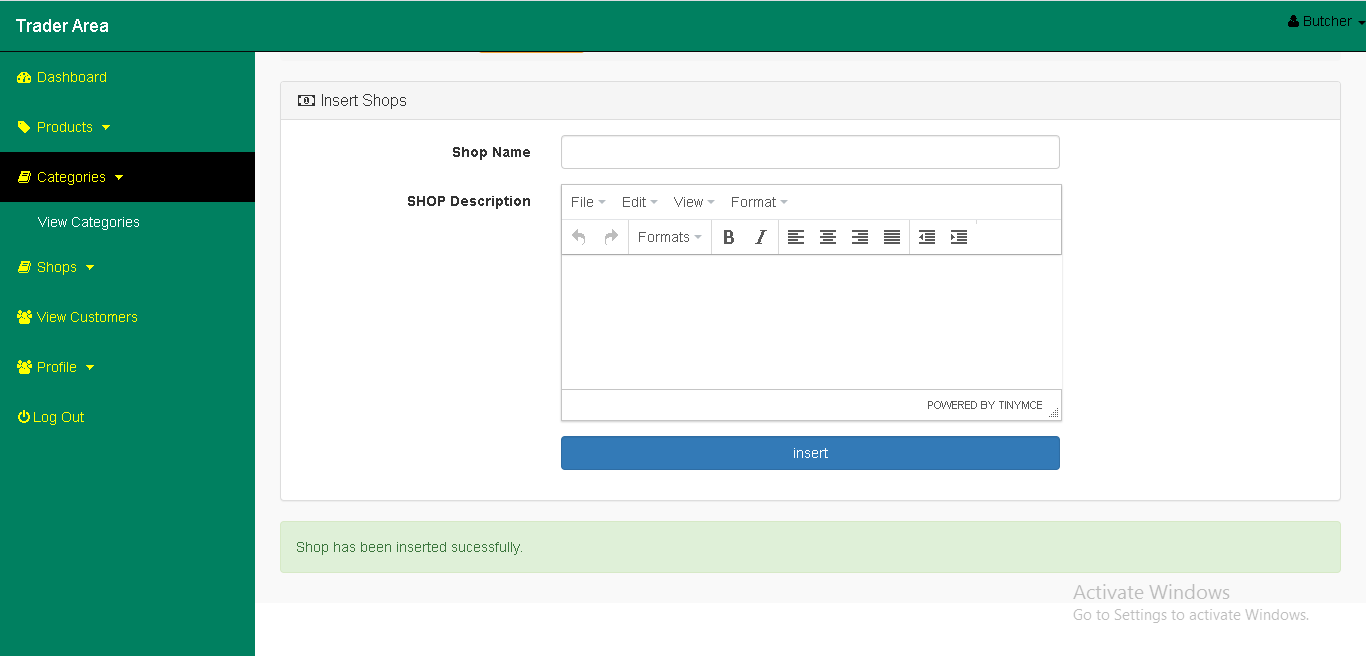 Trader Area
Butcher
Dashboard
Products
Categories
View Categories
Shops
View Customers
Profile
Log Out
Insert Shops
Shop Name
SHOP Description
File Edit View Format
Formats B I
POWERED BY TINYMCE
insert
Shop has been inserted sucessfully.
Activate Windows
Go to Settings to activate Windows.